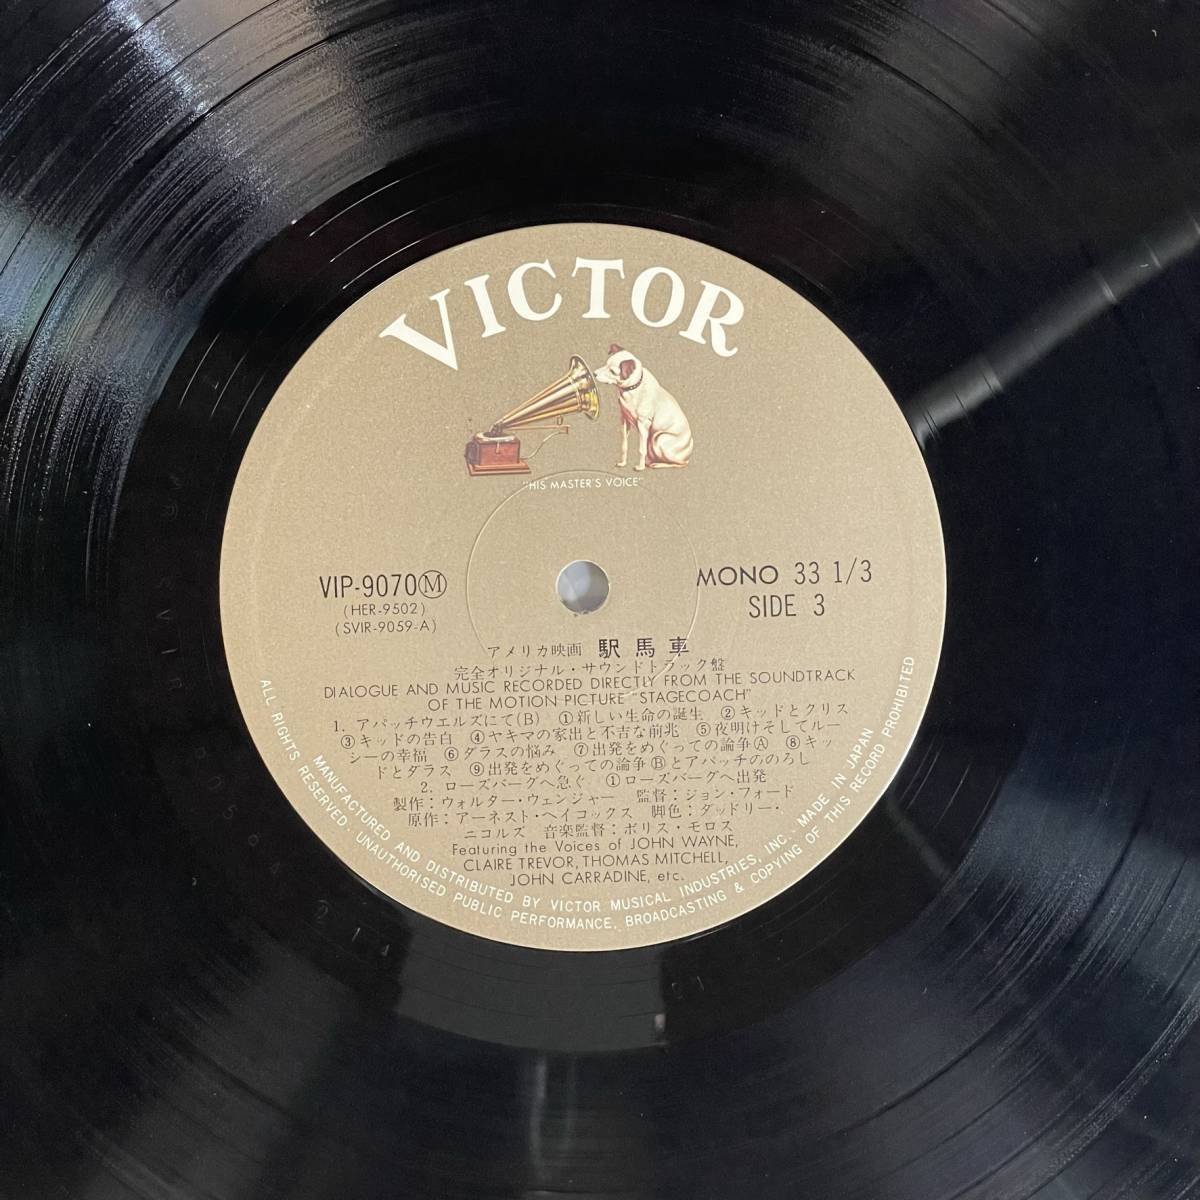 VICTOR
"HIS MASTER'S VOICE"
VIP-9070Ⓜ
(HER-9502)
(SVIR-9059-A)
MONO 33 1/3
SIDE 3
アメリカ映画 駅馬車
完全オリジナル・サウンドトラック盤
DIALOGUE AND MUSIC RECORDED DIRECTLY FROM THE SOUNDTRACK
OF THE MOTION PICTURE "STAGECOACH"
1. アパッチウエルズにて(B) ①新しい生命の誕生 ②キッドとクリス
③キッドの告白 ④ヤキマの家出と不吉な前兆 ⑤夜明けそしてルー
シーの幸福 ⑥ダラスの悩み ⑦出発をめぐっての論争Ⓐ ⑧キッ
ドとダラス ⑨出発をめぐっての論争Ⓑとアパッチののろし
2. ローズバーグへ急ぐ ①ローズバーグへ出発
製作：ウォルター・ウェンジャー 監督：ジョン・フォード
原作：アーネスト・ヘイコックス 脚色：ダッドリー・
ニコルズ 音楽監督：ボリス・モロス
Featuring the Voices of JOHN WAYNE,
CLAIRE TREVOR, THOMAS MITCHELL,
JOHN CARRADINE, etc.
MANUFACTURED AND DISTRIBUTED BY VICTOR MUSICAL INDUSTRIES, INC., MADE IN JAPAN
ALL RIGHTS RESERVED. UNAUTHORISED PUBLIC PERFORMANCE, BROADCASTING & COPYING OF THIS RECORD PROHIBITED